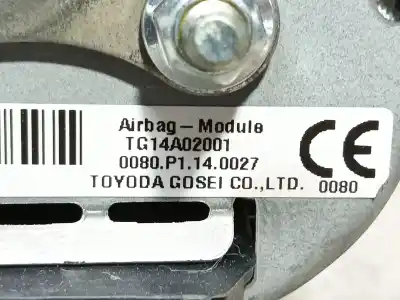 Airbag – Module
TG14A02001
0080.P1.14.0027
TOYODA GOSEI CO.,LTD.
CE
0080